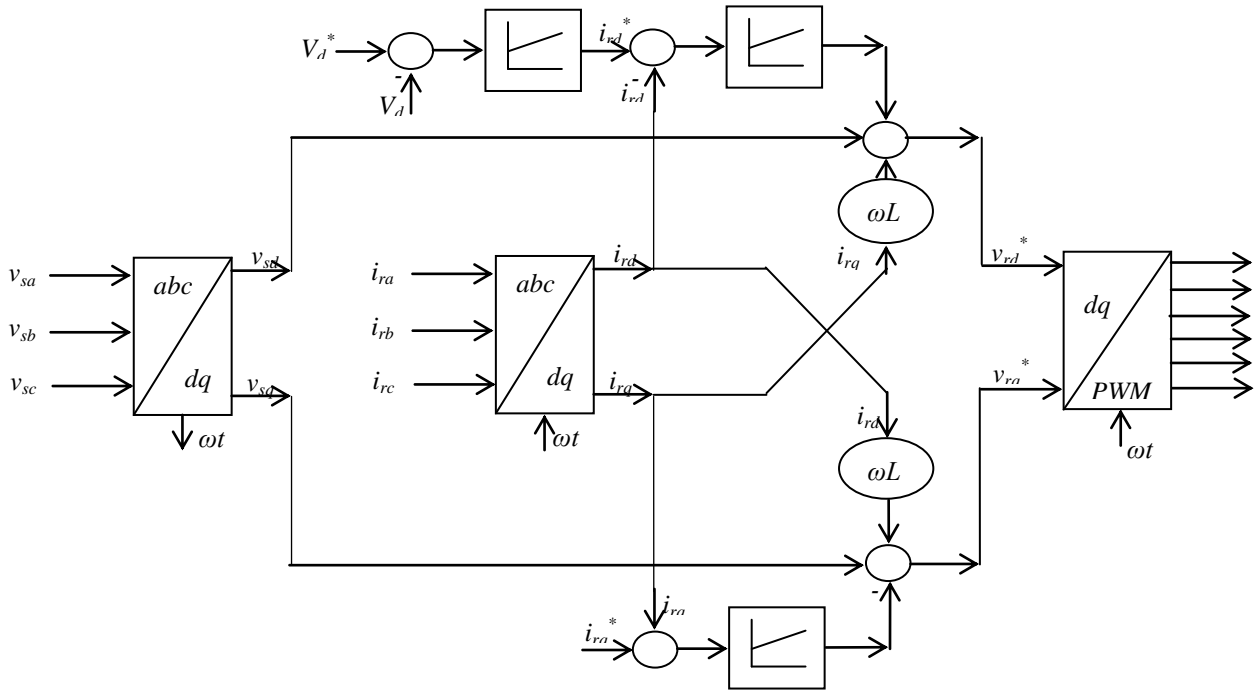 V_d^*
-
V_d
i_rd^*
-
i_rd
ωL
v_sa
v_sb
v_sc
abc
dq
v_sd
v_sq
ωt
i_ra
i_rb
i_rc
abc
dq
i_rd
i_rq
ωt
i_rq
i_rd
ωL
-
v_rd^*
v_rq^*
dq
PWM
ωt
i_rq^*
i_rq